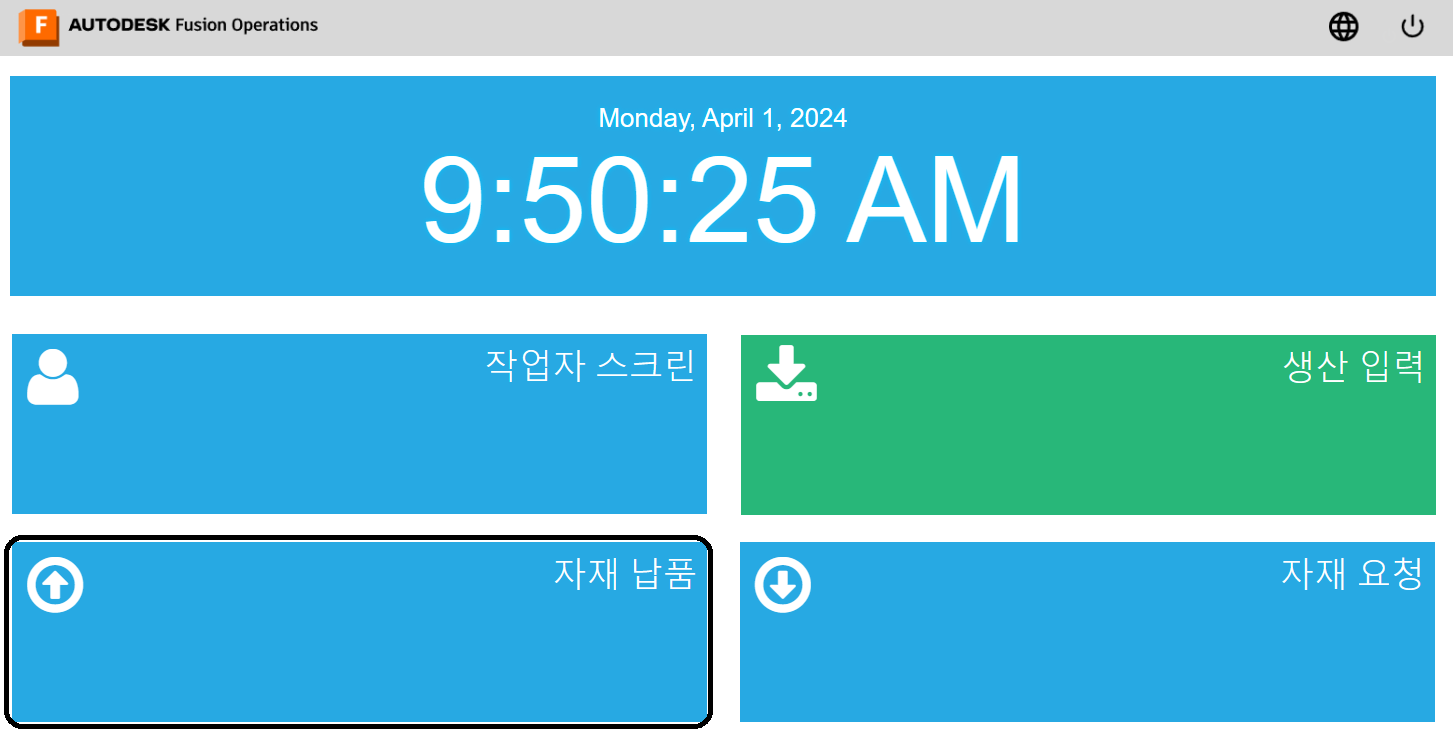 F AUTODESK Fusion Operations
Monday, April 1, 2024
9:50:25 AM
작업자 스크린
생산 입력
자재 납품
자재 요청